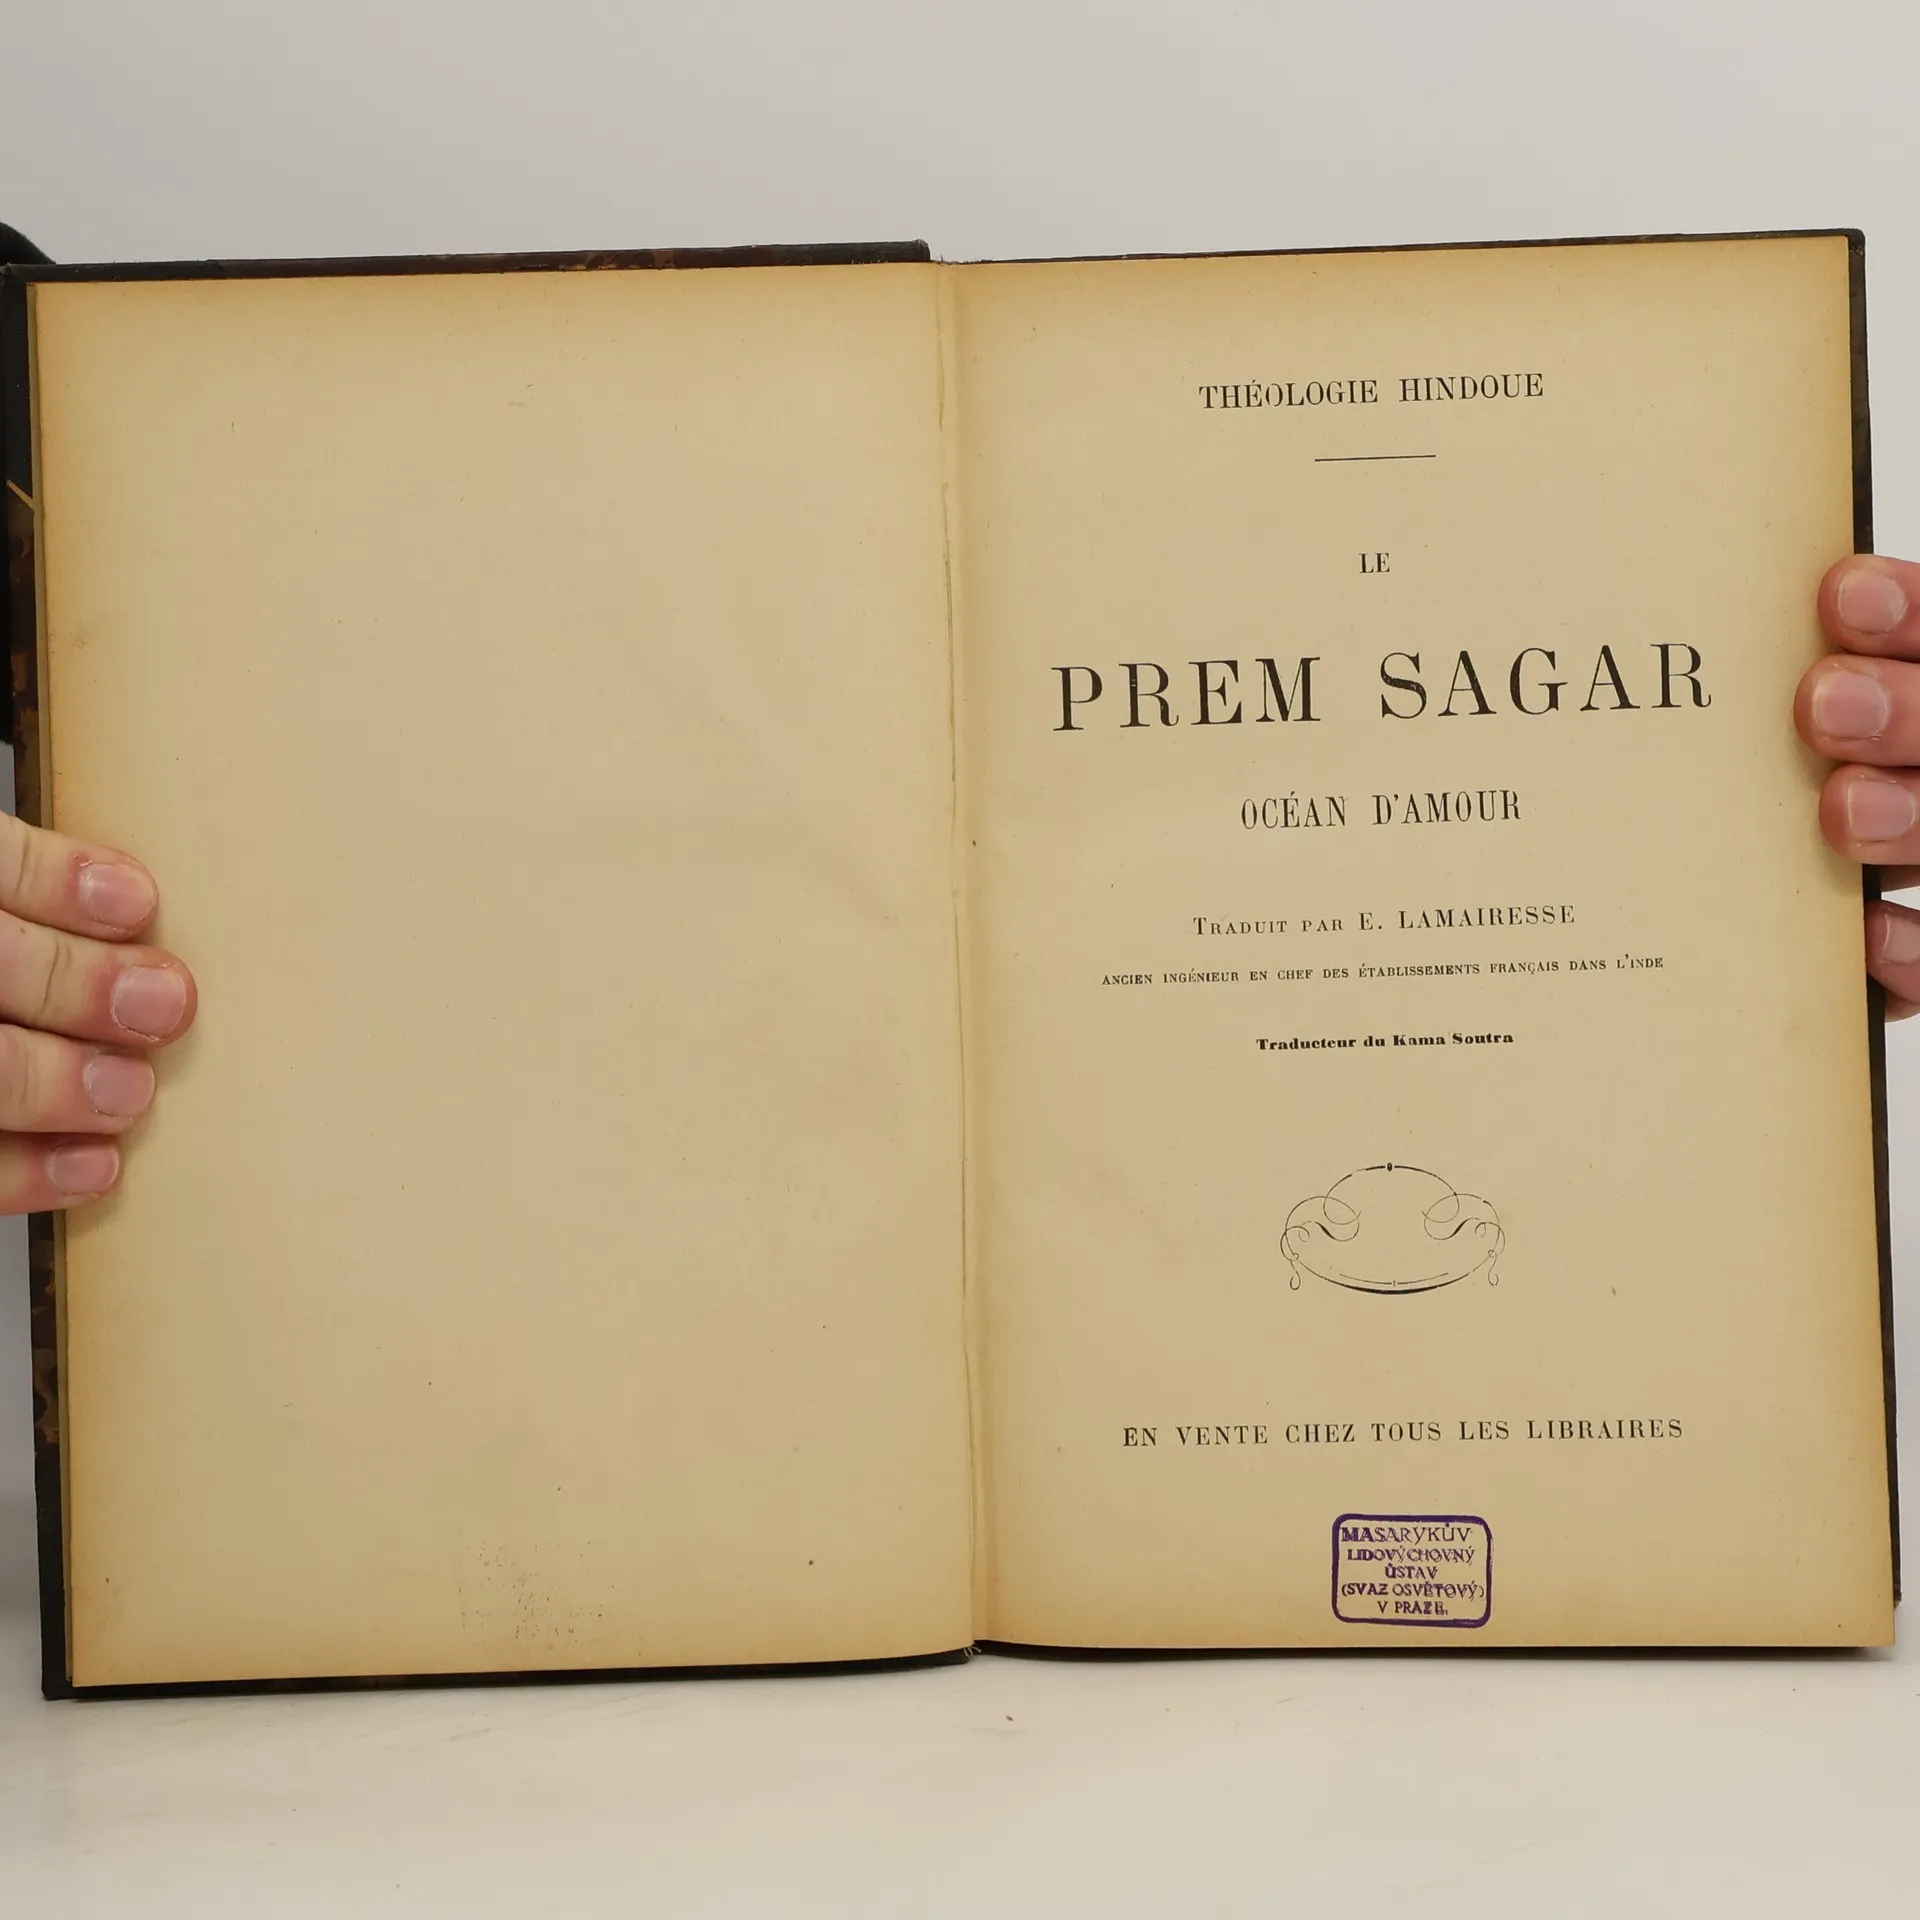 THÉOLOGIE HINDOUE
LE
PREM SAGAR
OCÉAN D'AMOUR
TRADUIT PAR E. LAMAIRESSE
ANCIEN INGÉNIEUR EN CHEF DES ÉTABLISSEMENTS FRANÇAIS DANS L'INDE
Traducteur du Kama Soutra
EN VENTE CHEZ TOUS LES LIBRAIRES
MASARYKŮV
LIDOVÝCHOVNÝ
ÚSTAV
(SVAZ OSVĚTOVÝ)
V PRAZE.